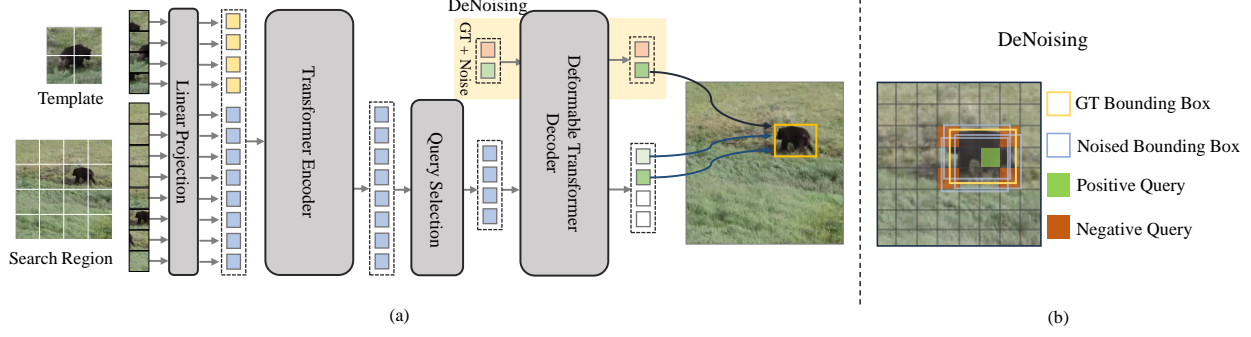 Template
Search Region
Linear Projection
Transformer Encoder
Query Selection
DeNoising
GT + Noise
Deformable Transformer
Decoder
(a)
DeNoising
GT Bounding Box
Noised Bounding Box
Positive Query
Negative Query
(b)